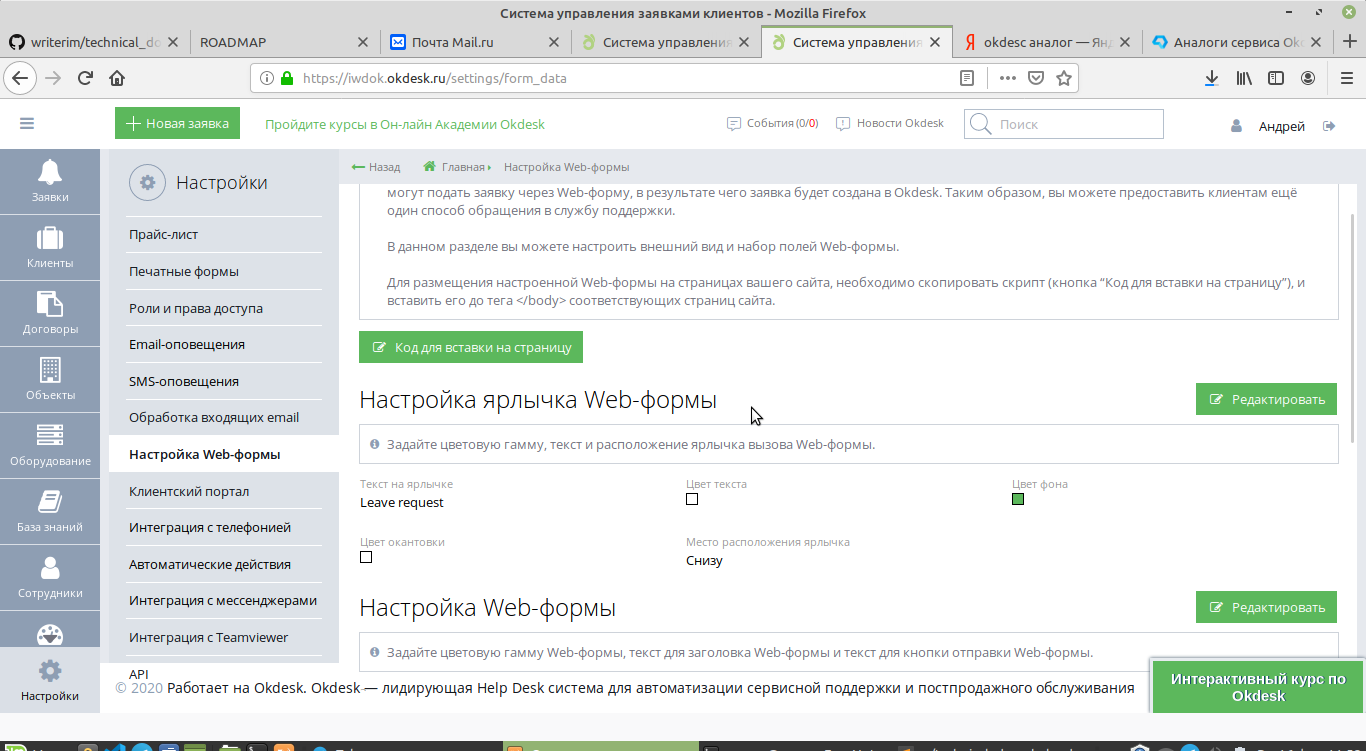 Система управления заявками клиентов - Mozilla Firefox
writerim/technical_do
ROADMAP
Почта Mail.ru
Система управления
Система управления
okdesc аналог — Янд
Аналоги сервиса Okd
https://iwdok.okdesk.ru/settings/form_data
Новая заявка
Пройдите курсы в Он-лайн Академии Okdesk
События (0/0)
Новости Okdesk
Поиск
Андрей
Заявки
Клиенты
Договоры
Объекты
Оборудование
База знаний
Сотрудники
Настройки
Настройки
Прайс-лист
Печатные формы
Роли и права доступа
Email-оповещения
SMS-оповещения
Обработка входящих email
Настройка Web-формы
Клиентский портал
Интеграция с телефонией
Автоматические действия
Интеграция с мессенджерами
Интеграция с Teamviewer
API
Назад
Главная
Настройка Web-формы
могут подать заявку через Web-форму, в результате чего заявка будет создана в Okdesk. Таким образом, вы можете предоставить клиентам ещё
один способ обращения в службу поддержки.
В данном разделе вы можете настроить внешний вид и набор полей Web-формы.
Для размещения настроенной Web-формы на страницах вашего сайта, необходимо скопировать скрипт (кнопка “Код для вставки на страницу”), и
вставить его до тега </body> соответствующих страниц сайта.
Код для вставки на страницу
Настройка ярлычка Web-формы
Редактировать
Задайте цветовую гамму, текст и расположение ярлычка вызова Web-формы.
Текст на ярлычке
Leave request
Цвет текста
Цвет фона
Цвет окантовки
Место расположения ярлычка
Снизу
Настройка Web-формы
Редактировать
Задайте цветовую гамму Web-формы, текст для заголовка Web-формы и текст для кнопки отправки Web-формы.
© 2020 Работает на Okdesk. Okdesk — лидирующая Help Desk система для автоматизации сервисной поддержки и постпродажного обслуживания
Интерактивный курс по
Okdesk